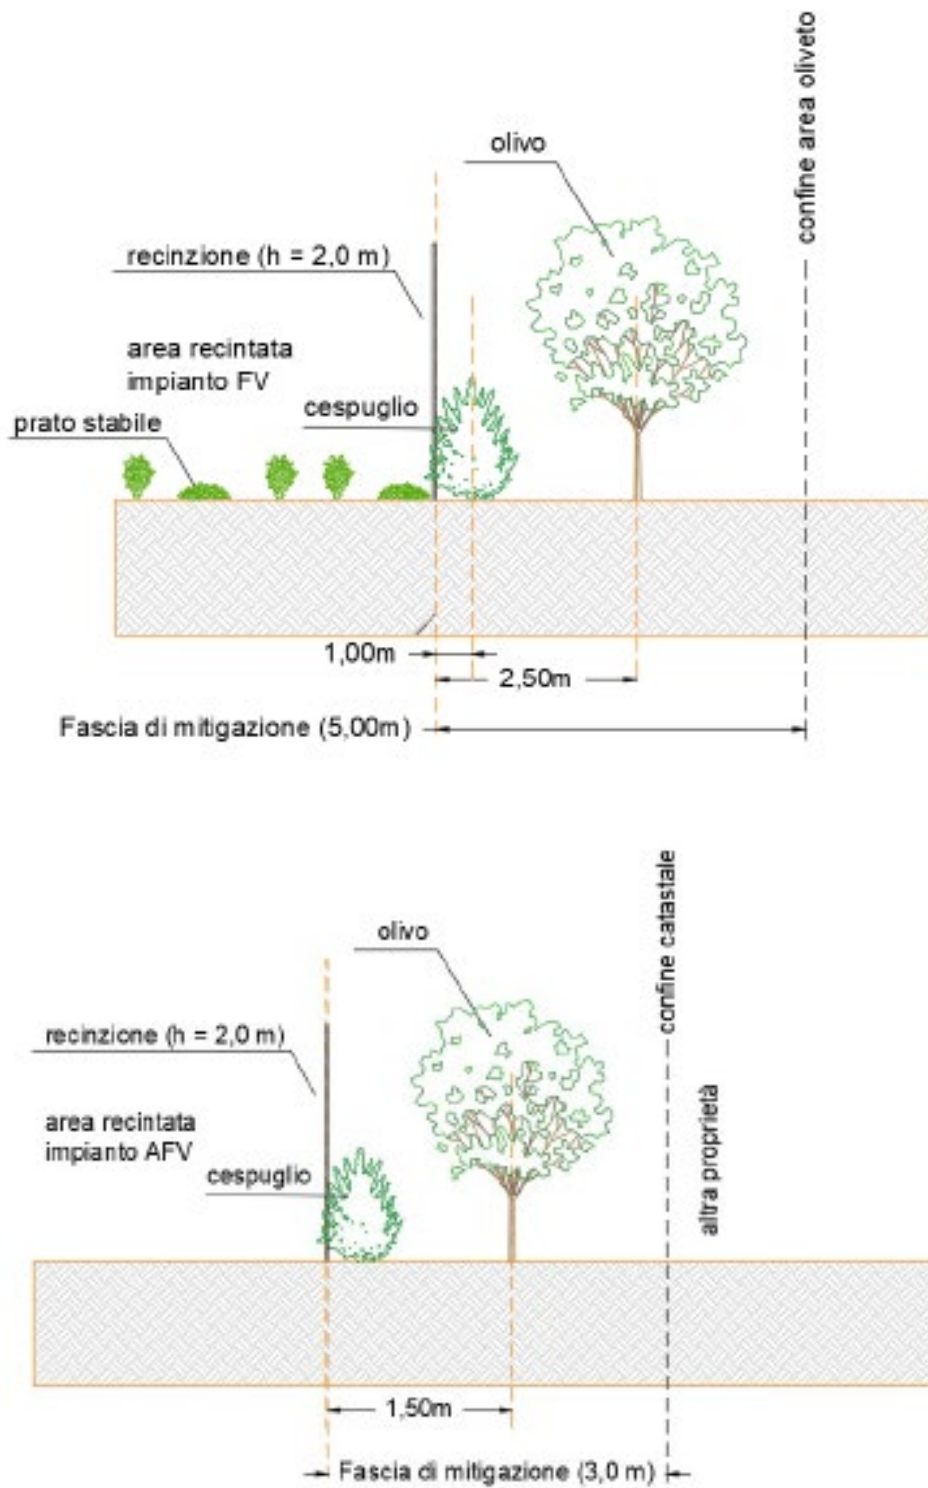 confine area oliveto
olivo
recinzione (h = 2,0 m)
area recintata
impianto FV
cespuglio
prato stabile
1,00m
2,50m
Fascia di mitigazione (5,00m)
confine catastale
olivo
recinzione (h = 2,0 m)
altra proprietà
area recintata
impianto AFV
cespuglio
1,50m
Fascia di mitigazione (3,0 m)